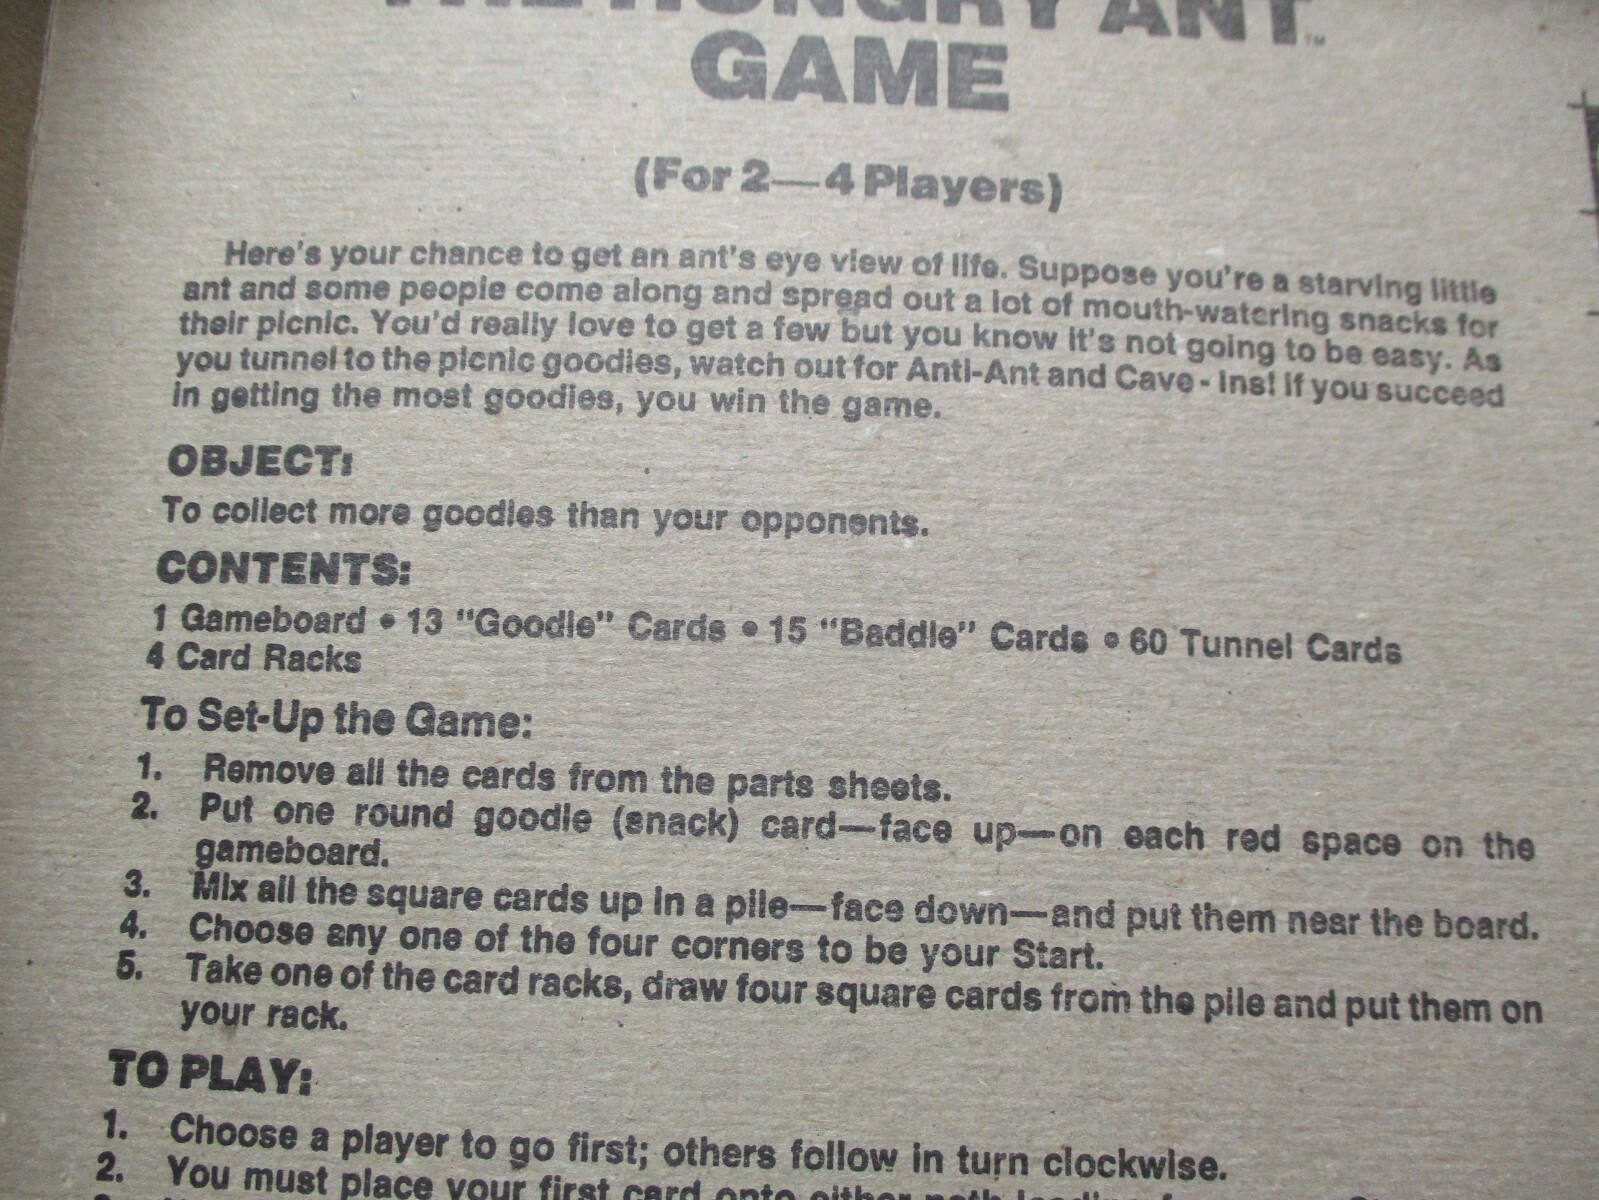 THE HUNGRY ANT™
GAME
(For 2—4 Players)
Here's your chance to get an ant's eye view of life. Suppose you're a starving little
ant and some people come along and spread out a lot of mouth-watering snacks for
their picnic. You'd really love to get a few but you know it's not going to be easy. As
you tunnel to the picnic goodies, watch out for Anti-Ant and Cave-Ins! If you succeed
in getting the most goodies, you win the game.
OBJECT:
To collect more goodies than your opponents.
CONTENTS:
1 Gameboard • 13 "Goodie" Cards • 15 "Baddie" Cards • 60 Tunnel Cards
4 Card Racks
To Set-Up the Game:
1. Remove all the cards from the parts sheets.
2. Put one round goodie (snack) card—face up—on each red space on the
gameboard.
3. Mix all the square cards up in a pile—face down—and put them near the board.
4. Choose any one of the four corners to be your Start.
5. Take one of the card racks, draw four square cards from the pile and put them on
your rack.
TO PLAY:
1. Choose a player to go first; others follow in turn clockwise.
2. You must place your first card onto either path leading